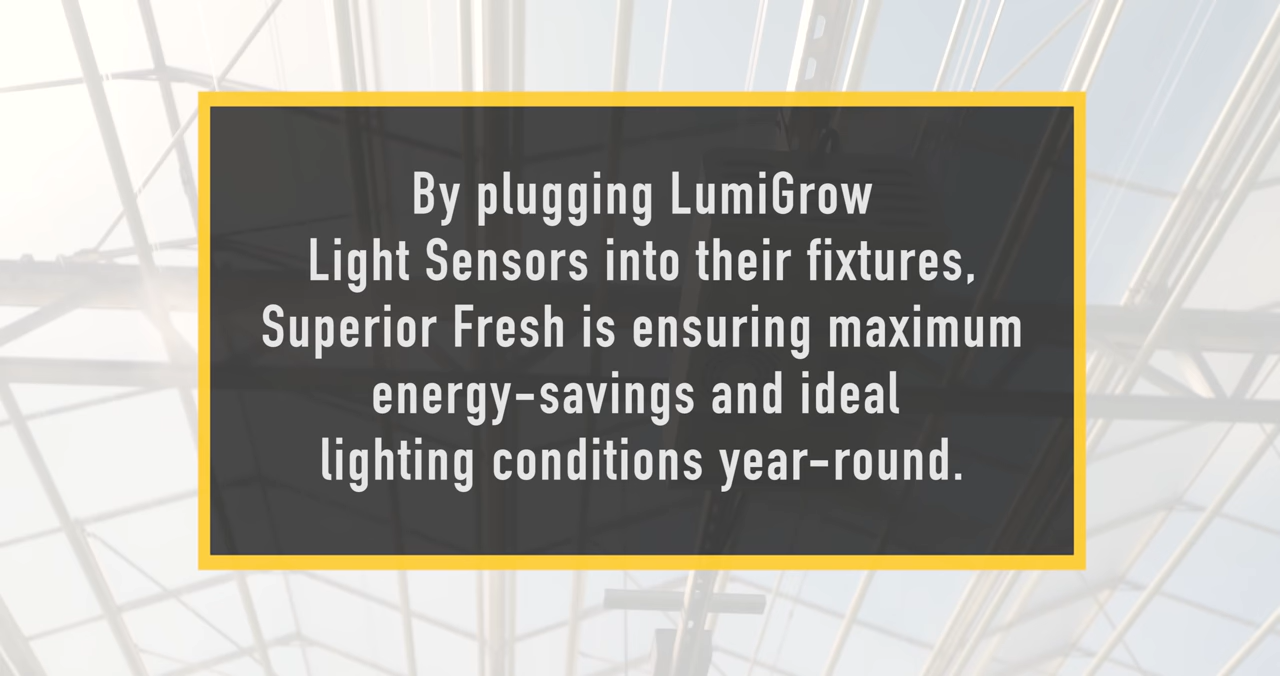 By plugging LumiGrow
Light Sensors into their fixtures,
Superior Fresh is ensuring maximum
energy-savings and ideal
lighting conditions year-round.